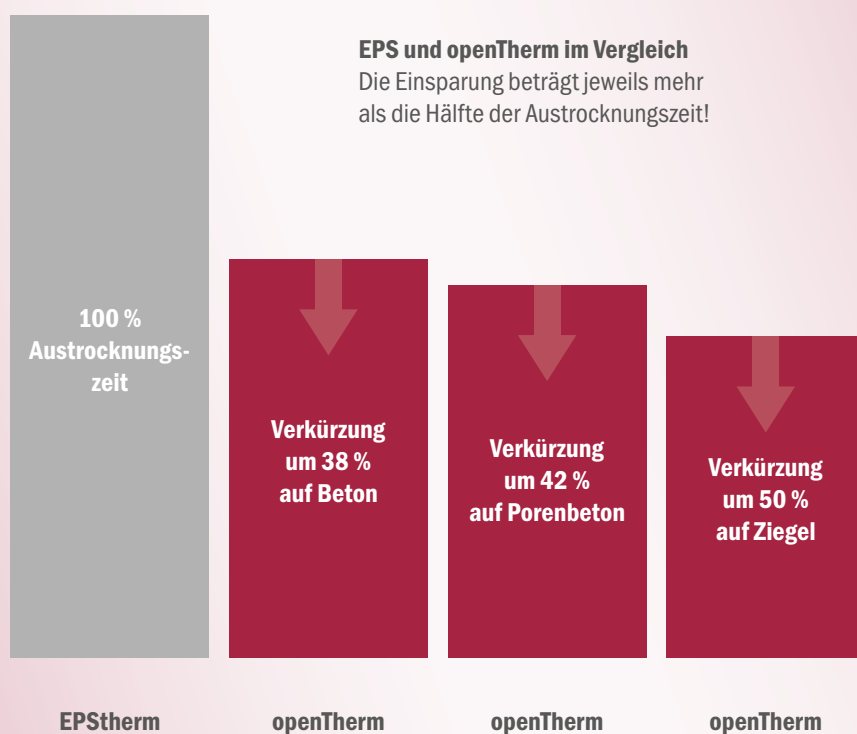 EPS und openTherm im Vergleich
Die Einsparung beträgt jeweils mehr
als die Hälfte der Austrocknungszeit!
100 %
Austrocknungs-
zeit
Verkürzung
um 38 %
auf Beton
Verkürzung
um 42 %
auf Porenbeton
Verkürzung
um 50 %
auf Ziegel
EPStherm
openTherm
openTherm
openTherm